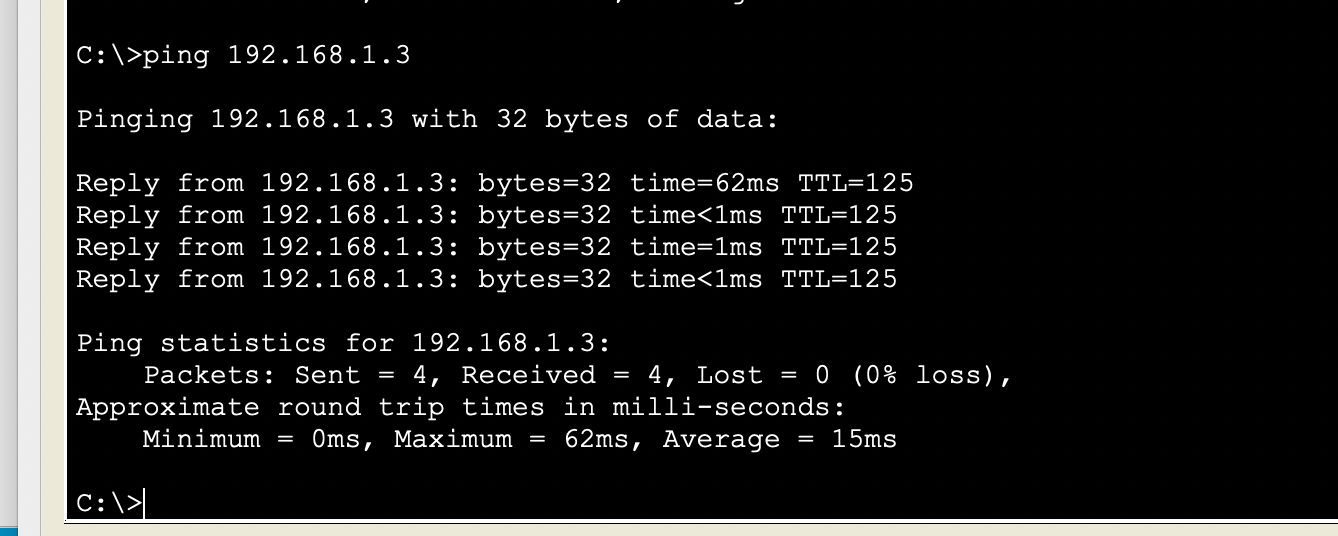 C:\>ping 192.168.1.3
Pinging 192.168.1.3 with 32 bytes of data:
Reply from 192.168.1.3: bytes=32 time=62ms TTL=125
Reply from 192.168.1.3: bytes=32 time<1ms TTL=125
Reply from 192.168.1.3: bytes=32 time=1ms TTL=125
Reply from 192.168.1.3: bytes=32 time<1ms TTL=125
Ping statistics for 192.168.1.3:
    Packets: Sent = 4, Received = 4, Lost = 0 (0% loss),
Approximate round trip times in milli-seconds:
    Minimum = 0ms, Maximum = 62ms, Average = 15ms
C:\>